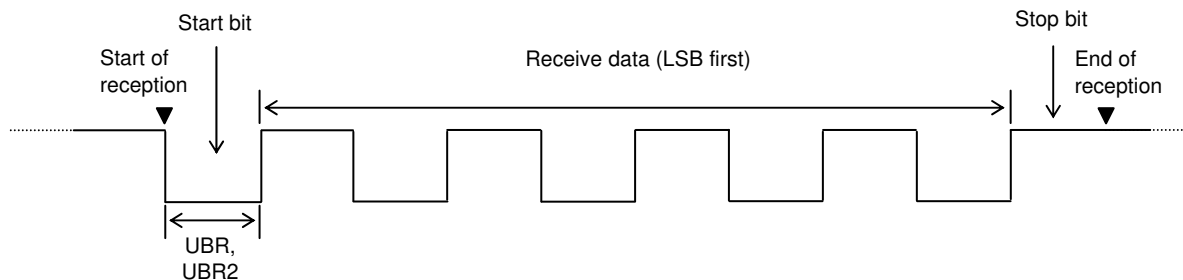 Start bit
Stop bit
Start of
reception
Receive data (LSB first)
End of
reception
UBR,
UBR2